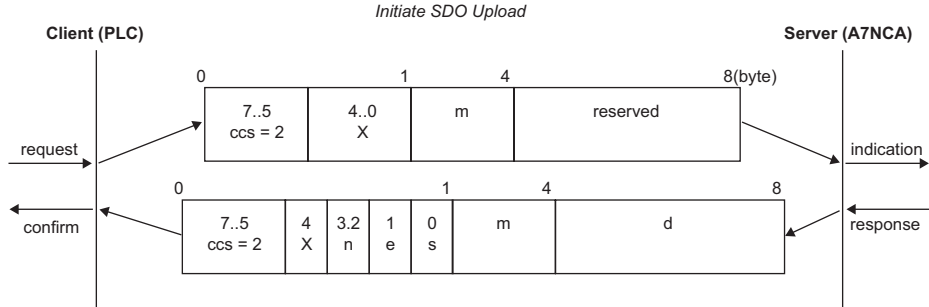 Initiate SDO Upload
Client (PLC) Server (A7NCA)
0 1 4 8(byte)
7..5 4..0 m reserved
ccs = 2 X
request indication
0 1 4 8
7..5 4 3.2 1 0 m d
ccs = 2 X n e s
confirm response